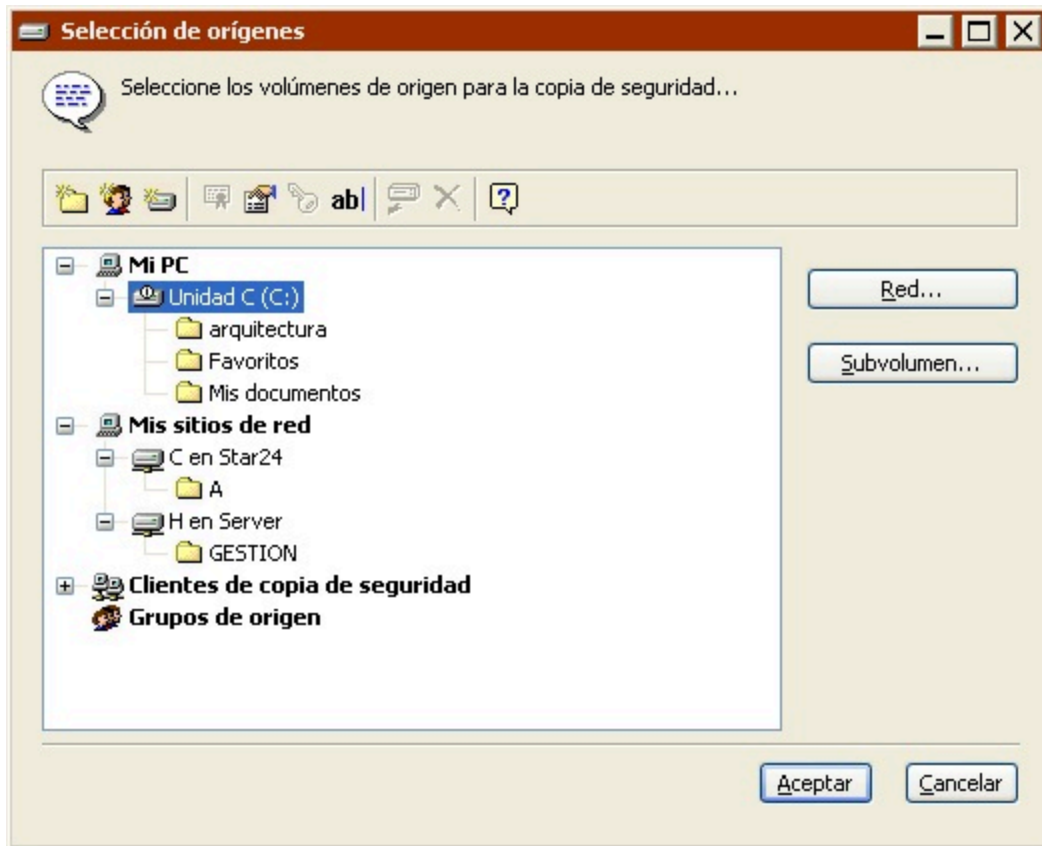 Selección de orígenes
Seleccione los volúmenes de origen para la copia de seguridad...
ab|
Mi PC
Unidad C (C:)
arquitectura
Favoritos
Mis documentos
Mis sitios de red
C en Star24
A
H en Server
GESTION
Clientes de copia de seguridad
Grupos de origen
Red...
Subvolumen...
Aceptar
Cancelar